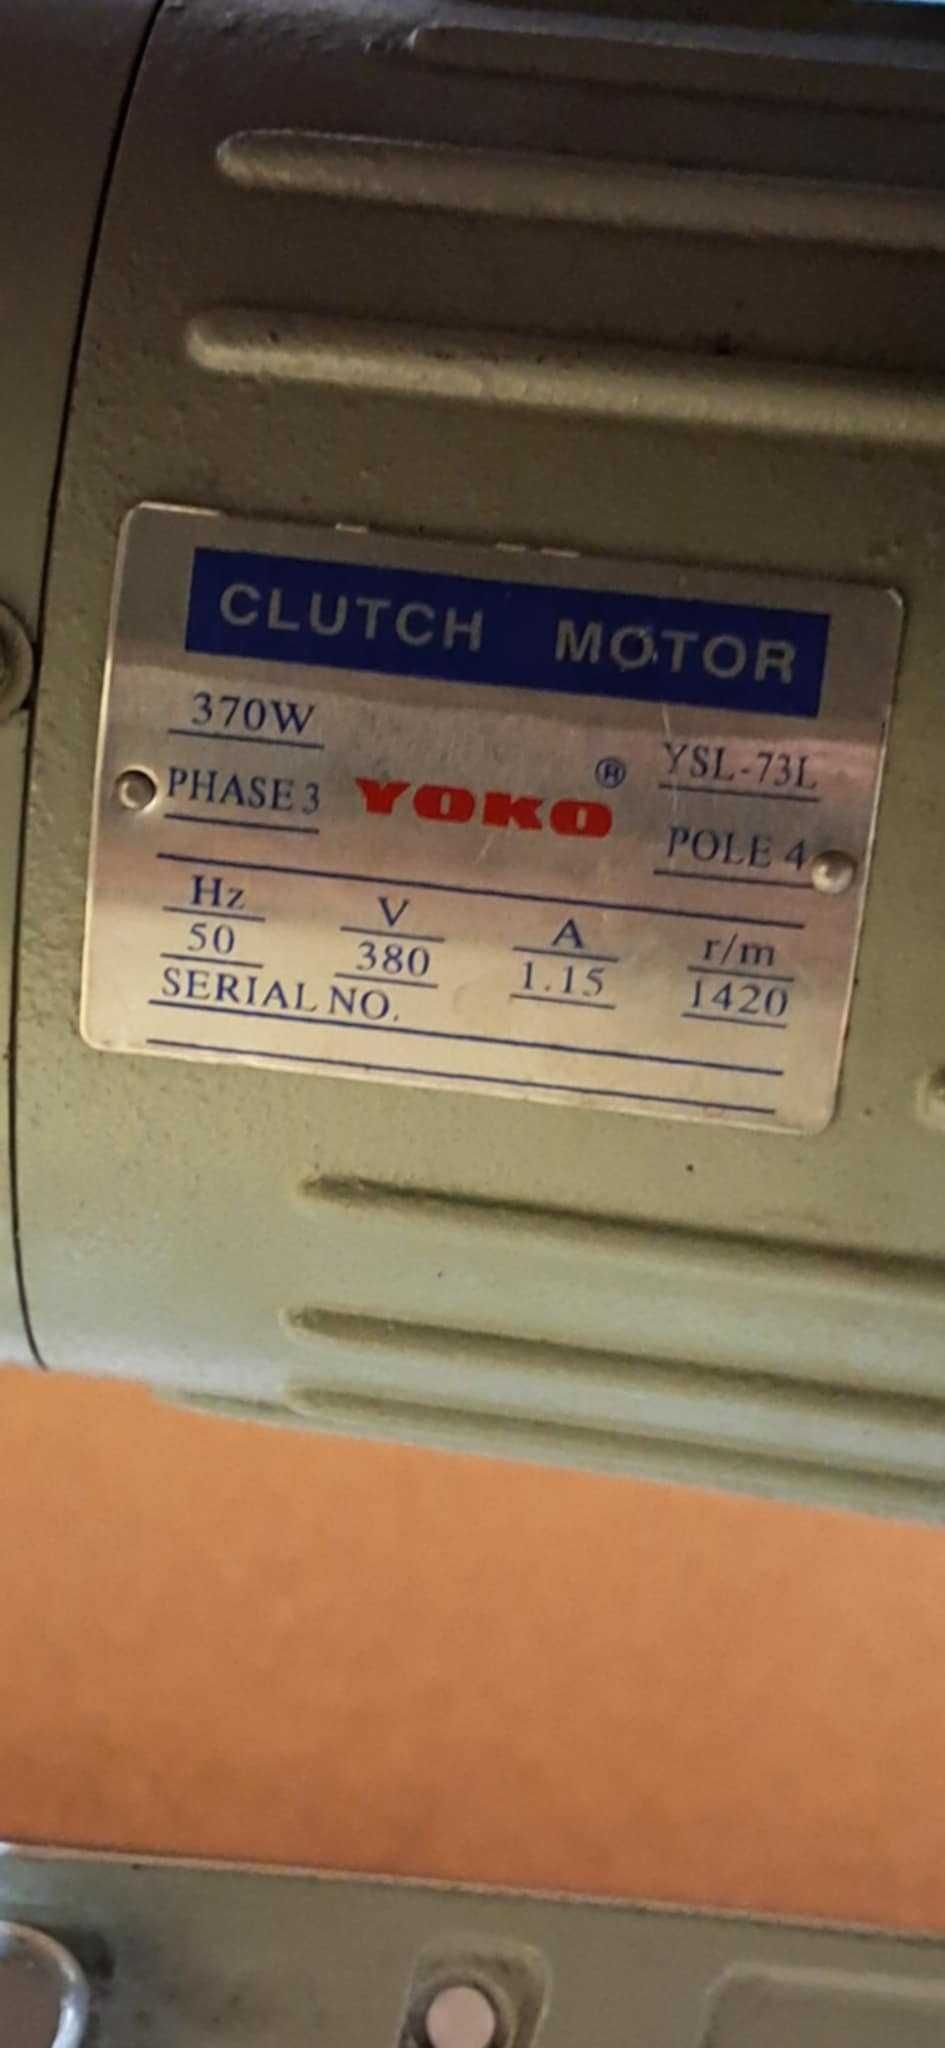 CLUTCH MOTOR
370W
YSL-73L
PHASE 3
YOKO ®
POLE 4
Hz V A r/m
50 380 1.15 1420
SERIAL NO.